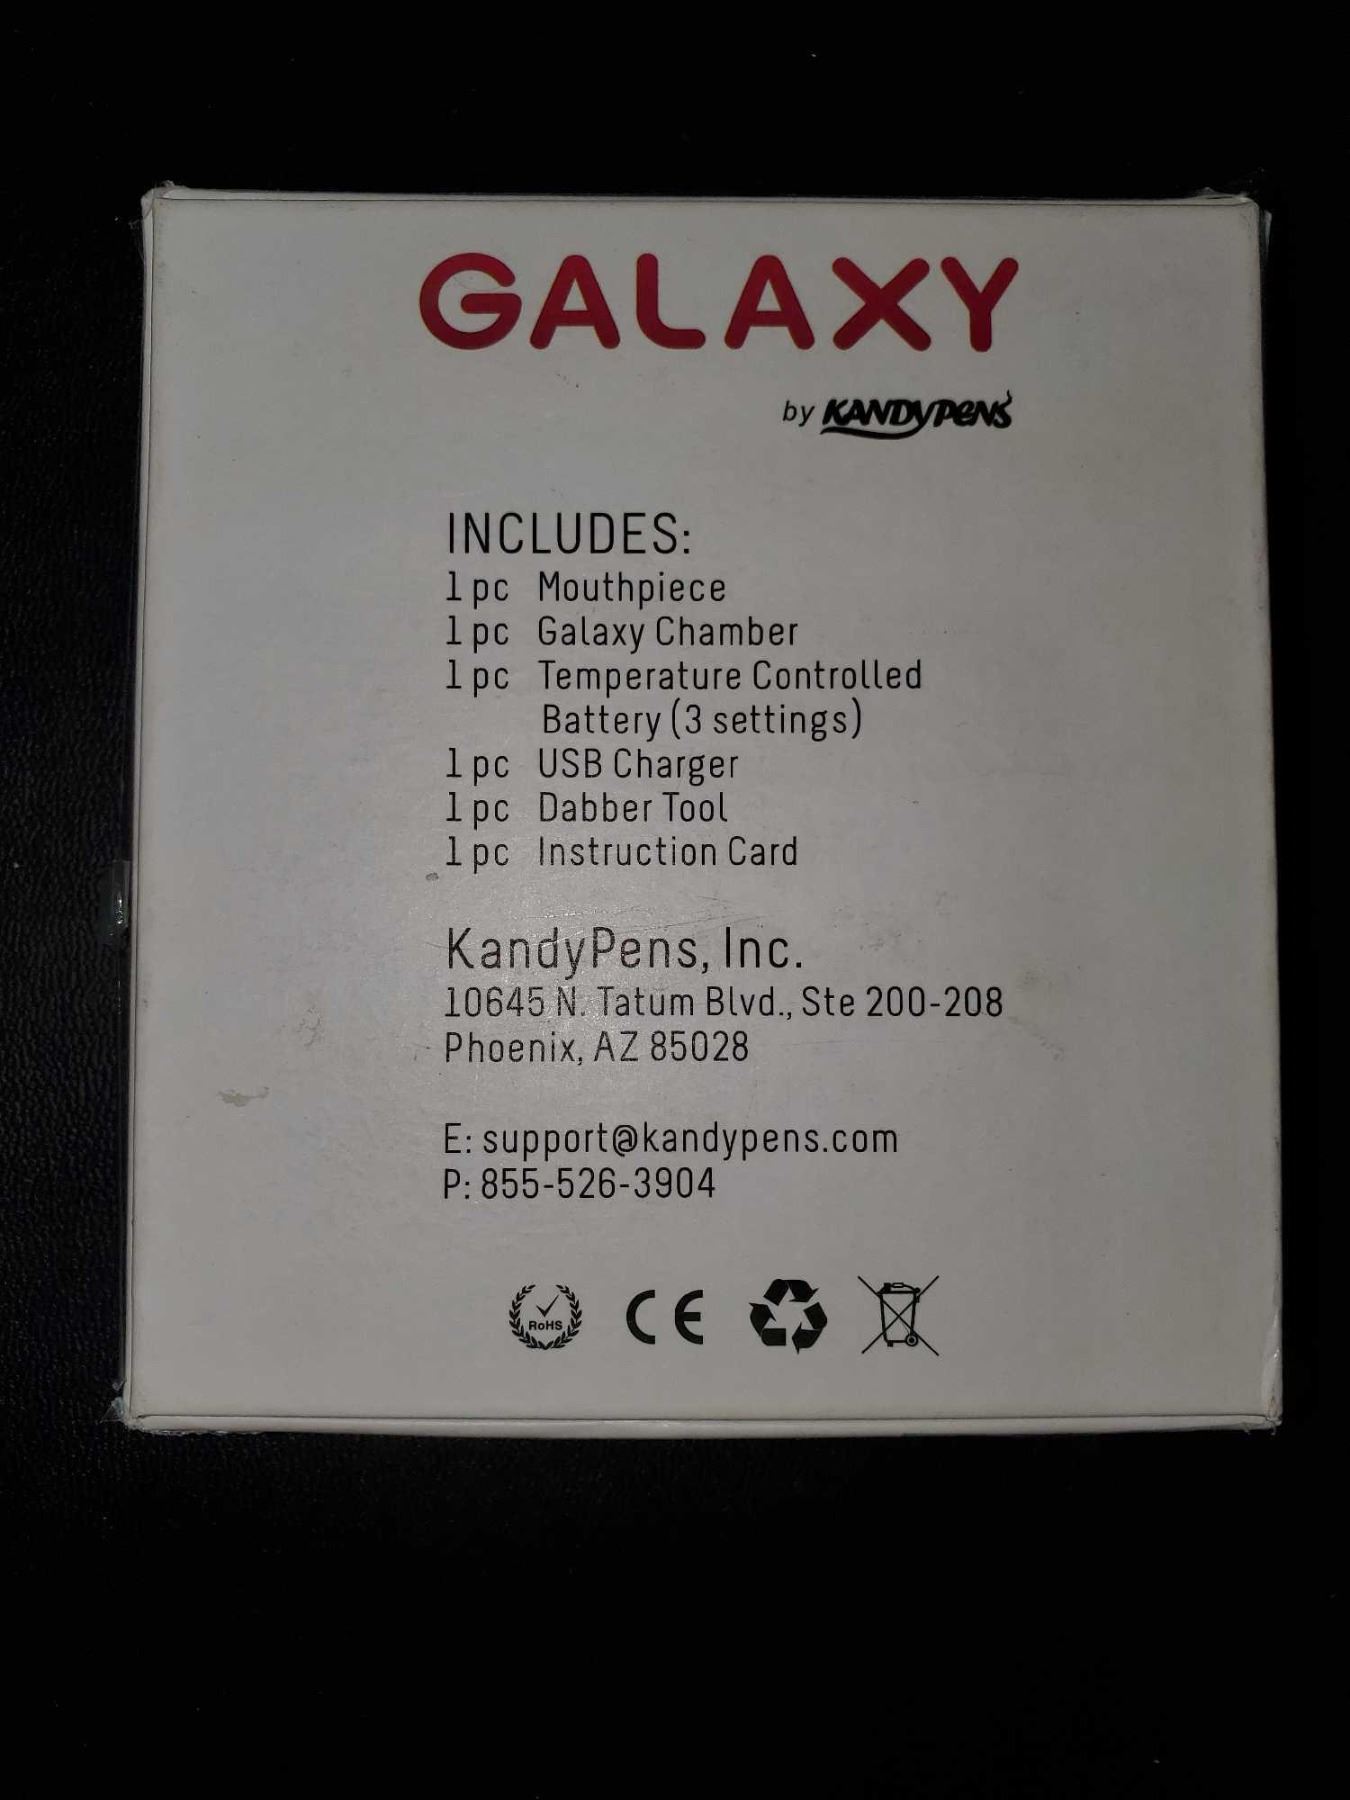 GALAXY
by KANDYPENS
INCLUDES:
1 pc Mouthpiece
1 pc Galaxy Chamber
1 pc Temperature Controlled
Battery (3 settings)
1 pc USB Charger
1 pc Dabber Tool
1 pc Instruction Card
KandyPens, Inc.
10645 N. Tatum Blvd., Ste 200-208
Phoenix, AZ 85028
E: support@kandypens.com
P: 855-526-3904
RoHS CE